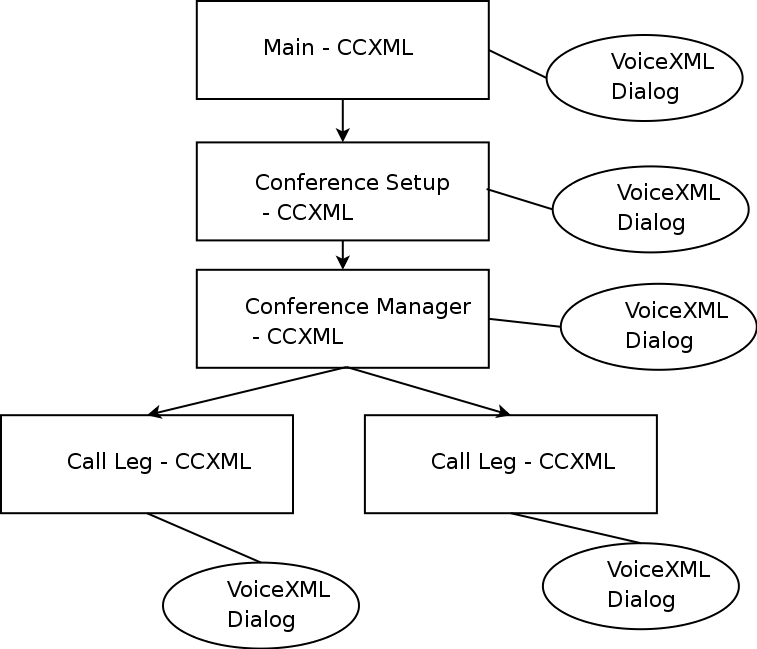 Main - CCXML
VoiceXML
Dialog
Conference Setup
- CCXML
VoiceXML
Dialog
Conference Manager
- CCXML
VoiceXML
Dialog
Call Leg - CCXML
Call Leg - CCXML
VoiceXML
Dialog
VoiceXML
Dialog